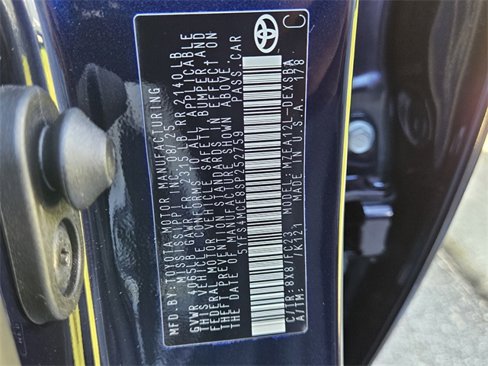 MFD.BY:TOYOTA MOTOR MANUFACTURING
MISSISSIPPI, INC. 08/25
GVWR 4065LB GAWR FR 2315LB RR 2140LB
THIS VEHICLE CONFORMS TO ALL APPLICABLE
FEDERAL MOTOR VEHICLE SAFETY, BUMPER AND
THEFT PREVENTION STANDARDS IN EFFECT ON
THE DATE OF MANUFACTURE SHOWN ABOVE.
5YFS4MCE8SP252759 PASS.CAR
C/TR:8X8/FC23 MODEL:MZEA12L-DEXSBA
A/TM: /K121 MADE IN U.S.A. 178
TOYOTA
C